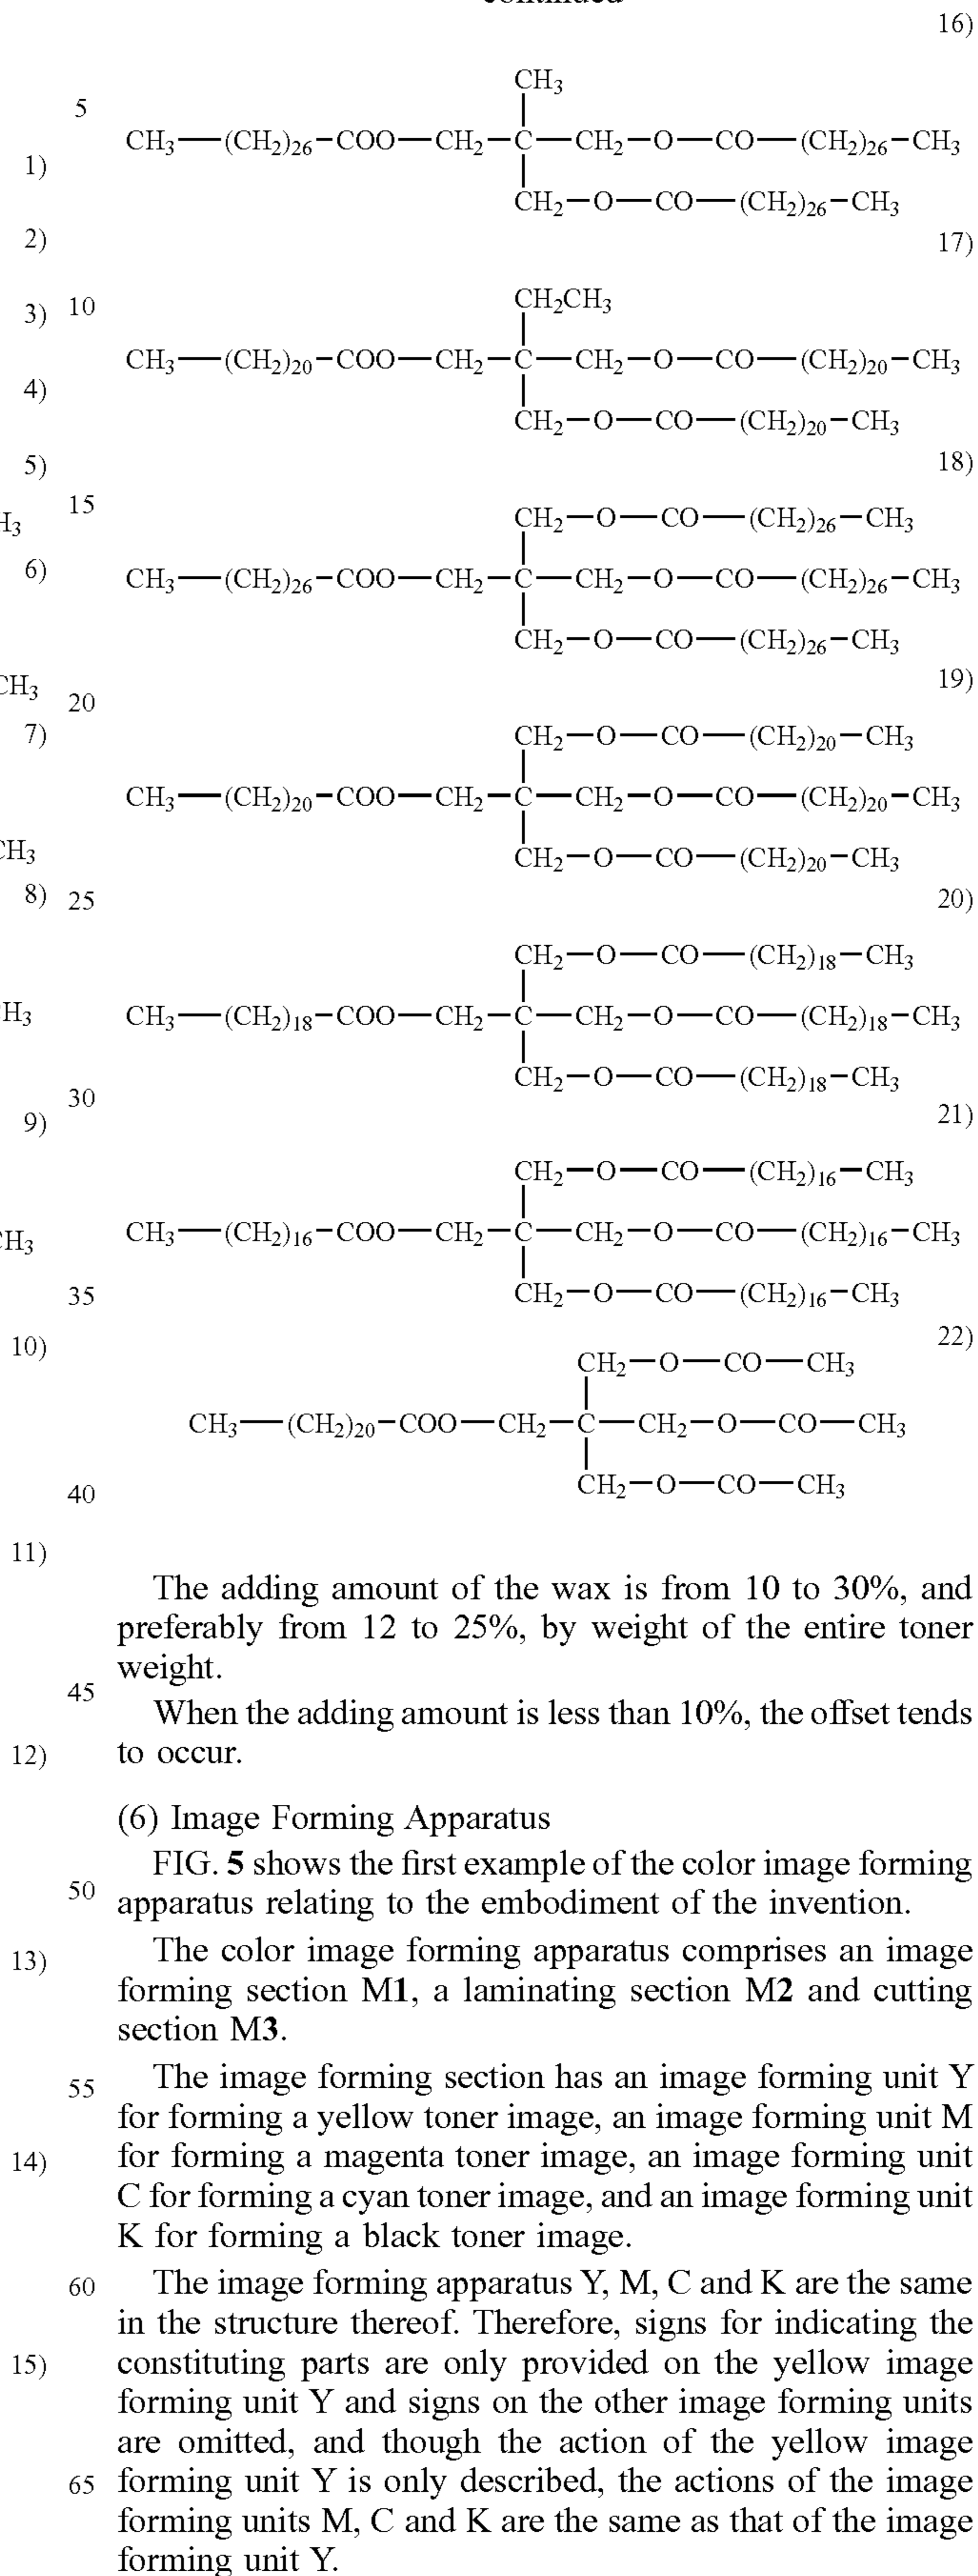 16)
CH3
5
CH3—(CH2)26—COO—CH2—C—CH2—O—CO—(CH2)26—CH3
1)
CH2—O—CO—(CH2)26—CH3
2)
17)
CH2CH3
3) 10
CH3—(CH2)20—COO—CH2—C—CH2—O—CO—(CH2)20—CH3
4)
CH2—O—CO—(CH2)20—CH3
5)
18)
15
H3
CH2—O—CO—(CH2)26—CH3
6)
CH3—(CH2)26—COO—CH2—C—CH2—O—CO—(CH2)26—CH3
CH2—O—CO—(CH2)26—CH3
19)
CH3
20
7)
CH2—O—CO—(CH2)20—CH3
CH3—(CH2)20—COO—CH2—C—CH2—O—CO—(CH2)20—CH3
CH3
CH2—O—CO—(CH2)20—CH3
8) 25
20)
CH2—O—CO—(CH2)18—CH3
H3
CH3—(CH2)18—COO—CH2—C—CH2—O—CO—(CH2)18—CH3
CH2—O—CO—(CH2)18—CH3
30
9)
21)
CH2—O—CO—(CH2)16—CH3
CH3—(CH2)16—COO—CH2—C—CH2—O—CO—(CH2)16—CH3
CH3
CH2—O—CO—(CH2)16—CH3
35
10)
22)
CH2—O—CO—CH3
CH3—(CH2)20—COO—CH2—C—CH2—O—CO—CH3
CH2—O—CO—CH3
40
11)
The adding amount of the wax is from 10 to 30%, and
preferably from 12 to 25%, by weight of the entire toner
weight.
45
When the adding amount is less than 10%, the offset tends
12) to occur.
(6) Image Forming Apparatus
FIG. 5 shows the first example of the color image forming
50 apparatus relating to the embodiment of the invention.
13) The color image forming apparatus comprises an image
forming section M1, a laminating section M2 and cutting
section M3.
55 The image forming section has an image forming unit Y
for forming a yellow toner image, an image forming unit M
14) for forming a magenta toner image, an image forming unit
C for forming a cyan toner image, and an image forming unit
K for forming a black toner image.
60 The image forming apparatus Y, M, C and K are the same
in the structure thereof. Therefore, signs for indicating the
15) constituting parts are only provided on the yellow image
forming unit Y and signs on the other image forming units
are omitted, and though the action of the yellow image
65 forming unit Y is only described, the actions of the image
forming units M, C and K are the same as that of the image
forming unit Y.